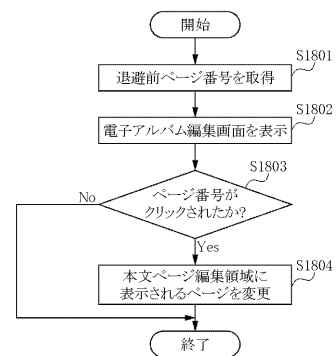 開始
S1801
退避前ページ番号を取得
S1802
電子アルバム編集画面を表示
S1803
No
ページ番号が
クリックされたか?
Yes
S1804
本文ページ編集領域に
表示されるページを変更
終了